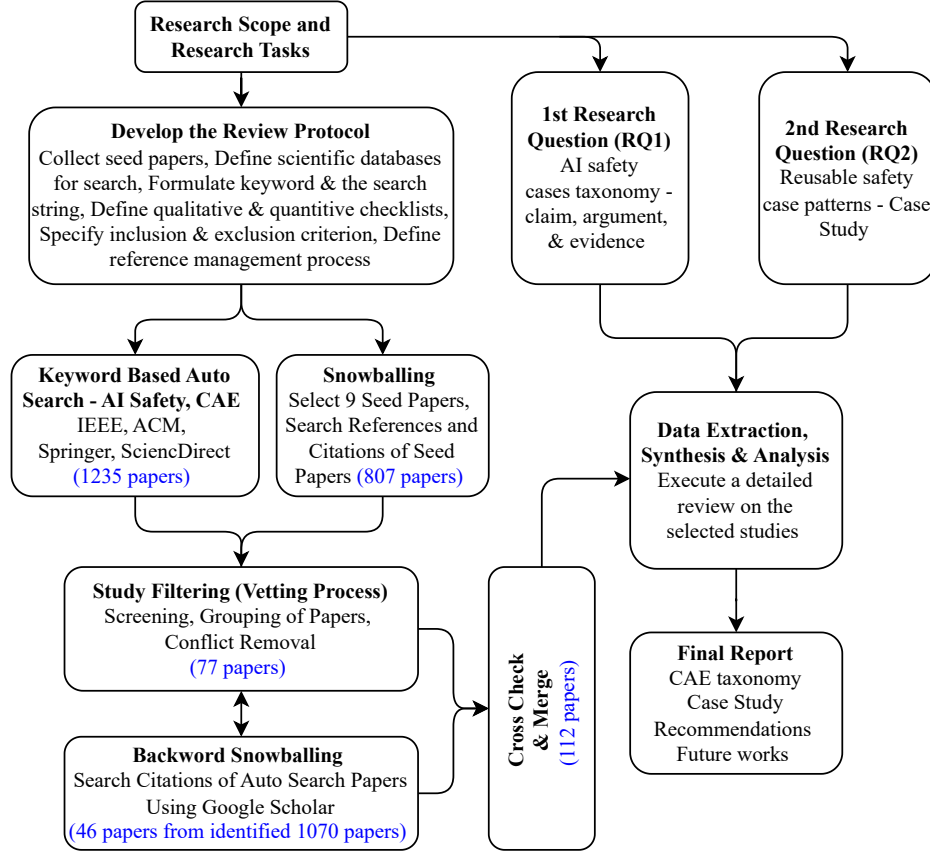 Research Scope and
Research Tasks
Develop the Review Protocol
Collect seed papers, Define scientific databases
for search, Formulate keyword & the search
string, Define qualitative & quantitive checklists,
Specify inclusion & exclusion criterion, Define
reference management process
1st Research
Question (RQ1)
AI safety
cases taxonomy -
claim, argument,
& evidence
2nd Research
Question (RQ2)
Reusable safety
case patterns - Case
Study
Keyword Based Auto
Search - AI Safety, CAE
IEEE, ACM,
Springer, SciencDirect
(1235 papers)
Snowballing
Select 9 Seed Papers,
Search References and
Citations of Seed
Papers (807 papers)
Study Filtering (Vetting Process)
Screening, Grouping of Papers,
Conflict Removal
(77 papers)
Backword Snowballing
Search Citations of Auto Search Papers
Using Google Scholar
(46 papers from identified 1070 papers)
Cross Check
& Merge
(112 papers)
Data Extraction,
Synthesis & Analysis
Execute a detailed
review on the
selected studies
Final Report
CAE taxonomy
Case Study
Recommendations
Future works